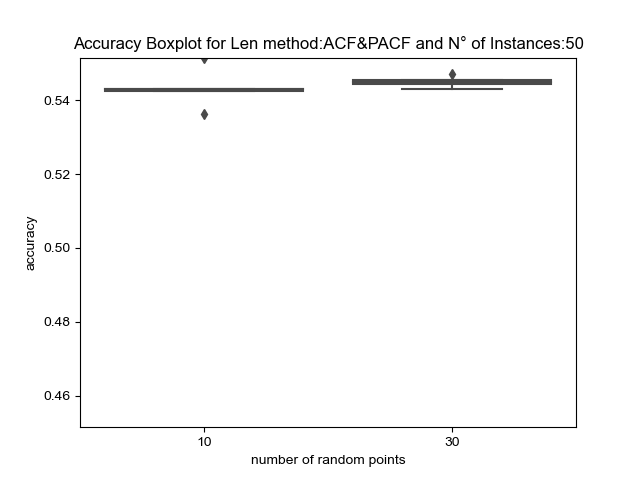 Accuracy Boxplot for Len method:ACF&PACF and N° of Instances:50
0.54
0.52
0.50
0.48
0.46
accuracy
10 30
number of random points